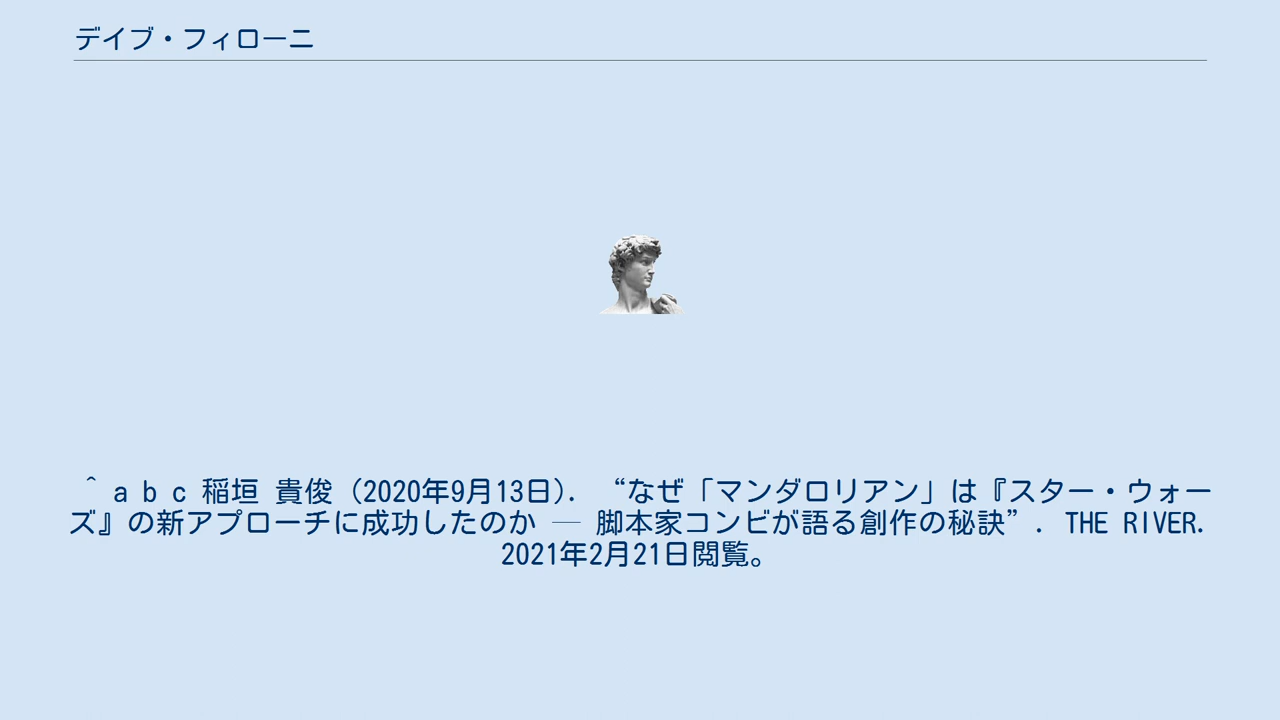 デイブ・フィローニ
^ a b c 稲垣 貴俊 (2020年9月13日). “なぜ「マンダロリアン」は『スター・ウォー
ズ』の新アプローチに成功したのか ― 脚本家コンビが語る創作の秘訣”. THE RIVER.
2021年2月21日閲覧。